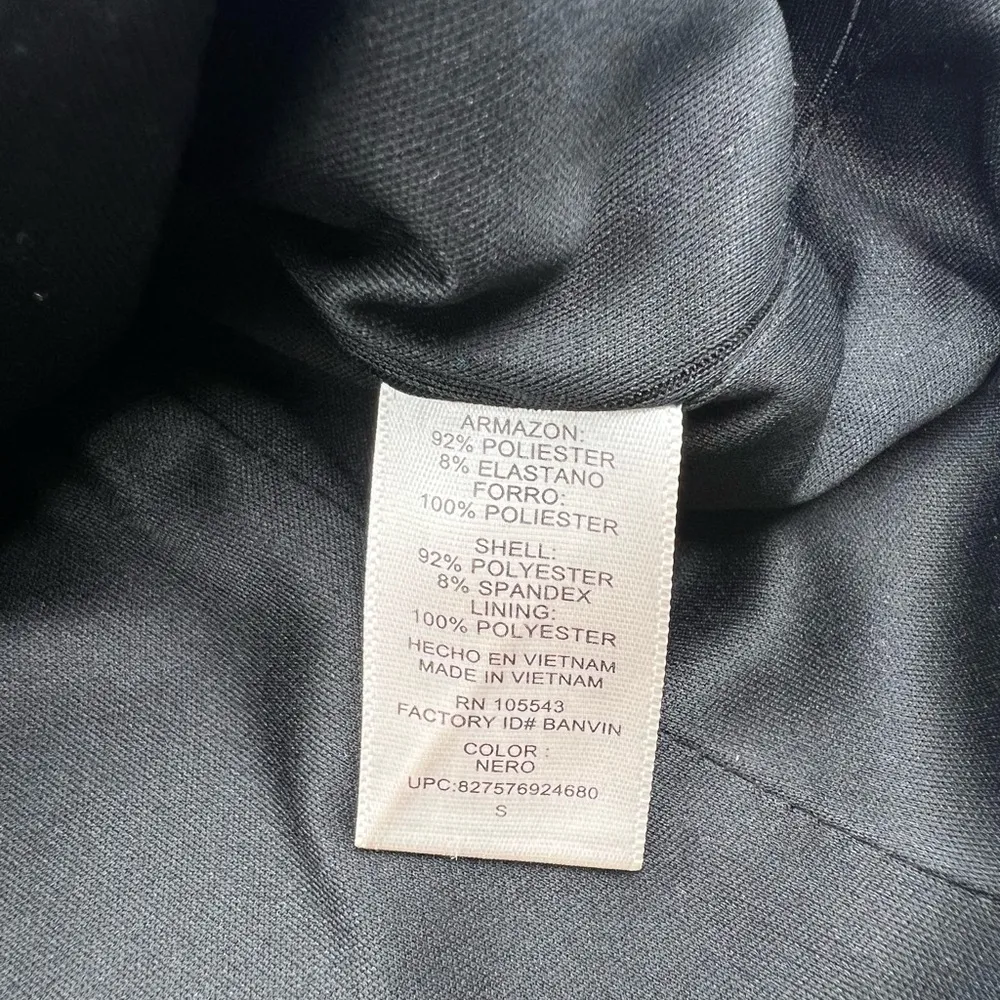 ARMAZON:
92% POLIESTER
8% ELASTANO
FORRO:
100% POLIESTER
SHELL:
92% POLYESTER
8% SPANDEX
LINING:
100% POLYESTER
HECHO EN VIETNAM
MADE IN VIETNAM
RN 105543
FACTORY ID# BANVIN
COLOR :
NERO
UPC:827576924680
S